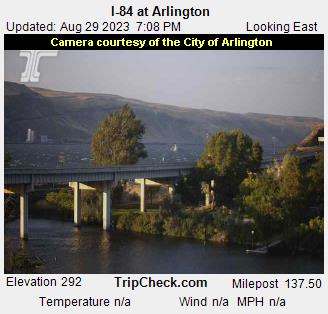 I-84 at Arlington
Updated: Aug 29 2023 7:08 PM Looking East
Camera courtesy of the City of Arlington
Elevation 292 TripCheck.com Milepost 137.50
Temperature n/a Wind n/a MPH n/a